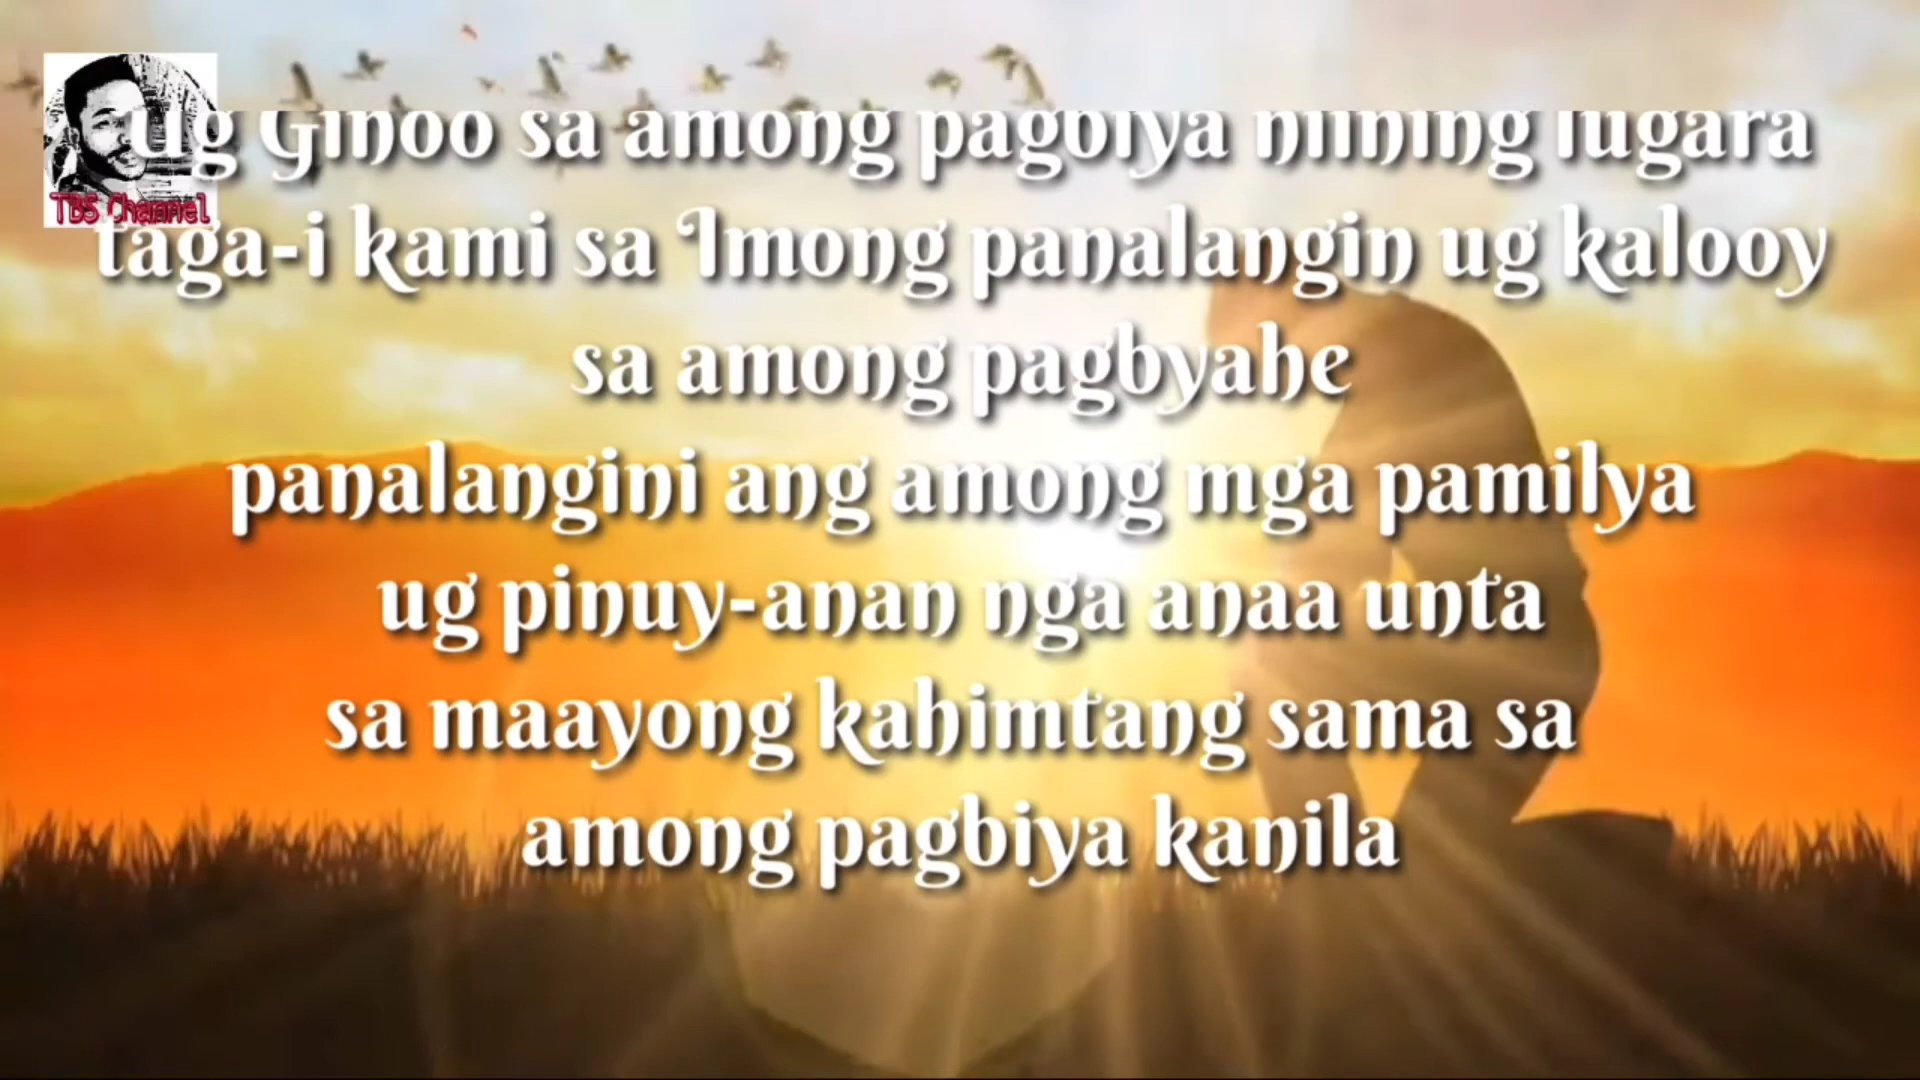 Ug Ginoo sa among pagbiya niining lugara
TBS Channel
taga-i kami sa Imong panalangin ug kalooy
sa among pagbyahe
panalangini ang among mga pamilya
ug pinuy-anan nga anaa unta
sa maayong kahimtang sama sa
among pagbiya kanila